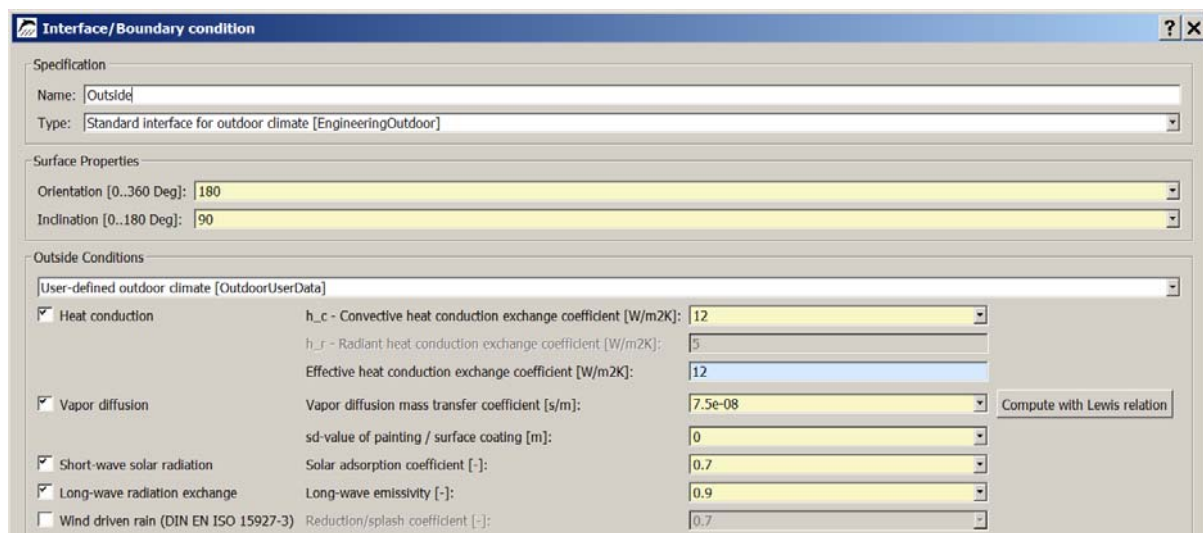 Interface/Boundary condition
Specification
Name: Outside
Type: Standard interface for outdoor climate [EngineeringOutdoor]
Surface Properties
Orientation [0..360 Deg]: 180
Inclination [0..180 Deg]: 90
Outside Conditions
User-defined outdoor climate [OutdoorUserData]
Heat conduction h_c - Convective heat conduction exchange coefficient [W/m2K]: 12
h_r - Radiant heat conduction exchange coefficient [W/m2K]: 5
Effective heat conduction exchange coefficient [W/m2K]: 12
Vapor diffusion Vapor diffusion mass transfer coefficient [s/m]: 7.5e-08 Compute with Lewis relation
sd-value of painting / surface coating [m]: 0
Short-wave solar radiation Solar adsorption coefficient [-]: 0.7
Long-wave radiation exchange Long-wave emissivity [-]: 0.9
Wind driven rain (DIN EN ISO 15927-3) Reduction/splash coefficient [-]: 0.7